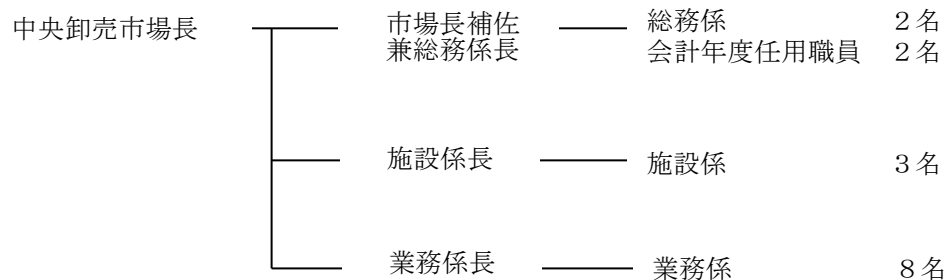 中央卸売市場長
市場長補佐 総務係 ２名
兼総務係長 会計年度任用職員 ２名
施設係長 施設係 ３名
業務係長 業務係 ８名